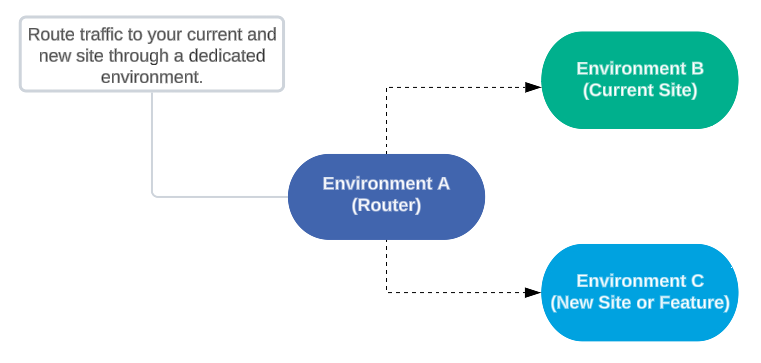 Route traffic to your current and
new site through a dedicated
environment.
Environment B
(Current Site)
Environment A
(Router)
Environment C
(New Site or Feature)